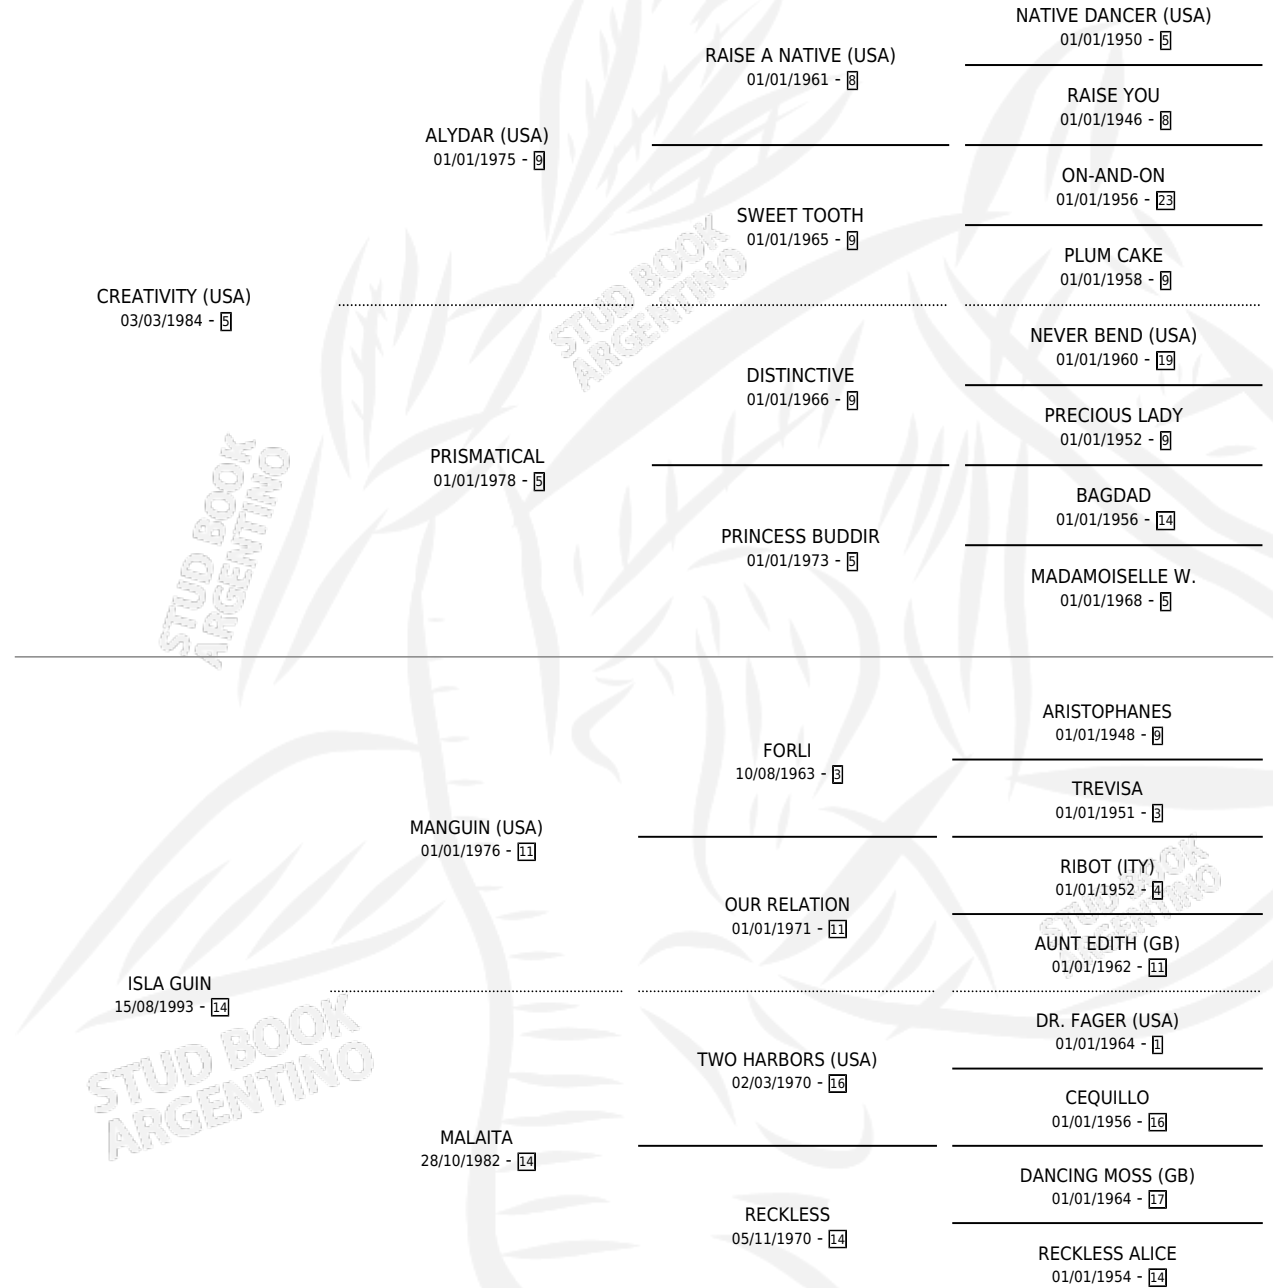 NATIVE DANCER (USA)
01/01/1950 - 5
RAISE A NATIVE (USA)
01/01/1961 - 8
RAISE YOU
01/01/1946 - 8
ALYDAR (USA)
01/01/1975 - 9
ON-AND-ON
01/01/1956 - 23
SWEET TOOTH
01/01/1965 - 9
PLUM CAKE
01/01/1958 - 9
CREATIVITY (USA)
03/03/1984 - 5
NEVER BEND (USA)
01/01/1960 - 19
DISTINCTIVE
01/01/1966 - 9
PRECIOUS LADY
01/01/1952 - 9
PRISMATICAL
01/01/1978 - 5
BAGDAD
01/01/1956 - 14
PRINCESS BUDDIR
01/01/1973 - 5
MADAMOISELLE W.
01/01/1968 - 5
STUD BOOK
ARGENTINO
STUD BOOK
ARGENTINO
ARISTOPHANES
01/01/1948 - 9
FORLI
10/08/1963 - 3
TREVISA
01/01/1951 - 3
MANGUIN (USA)
01/01/1976 - 11
RIBOT (ITY)
01/01/1952 - 4
OUR RELATION
01/01/1971 - 11
AUNT EDITH (GB)
01/01/1962 - 11
STUD BOOK
ARGENTINO
ISLA GUIN
15/08/1993 - 14
DR. FAGER (USA)
01/01/1964 - 1
TWO HARBORS (USA)
02/03/1970 - 16
CEQUILLO
01/01/1956 - 16
MALAITA
28/10/1982 - 14
DANCING MOSS (GB)
01/01/1964 - 17
RECKLESS
05/11/1970 - 14
RECKLESS ALICE
01/01/1954 - 14
STUD BOOK
ARGENTINO